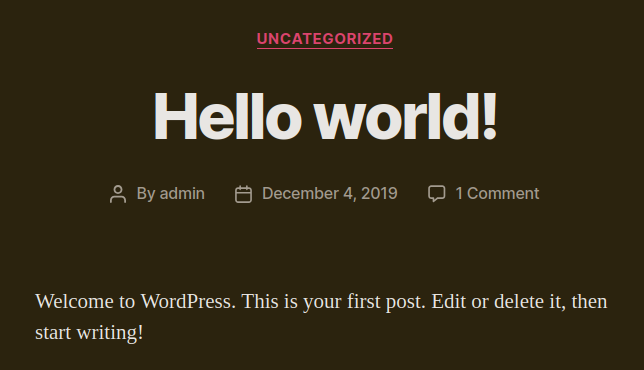 UNCATEGORIZED
Hello world!
By admin December 4, 2019 1 Comment
Welcome to WordPress. This is your first post. Edit or delete it, then
start writing!